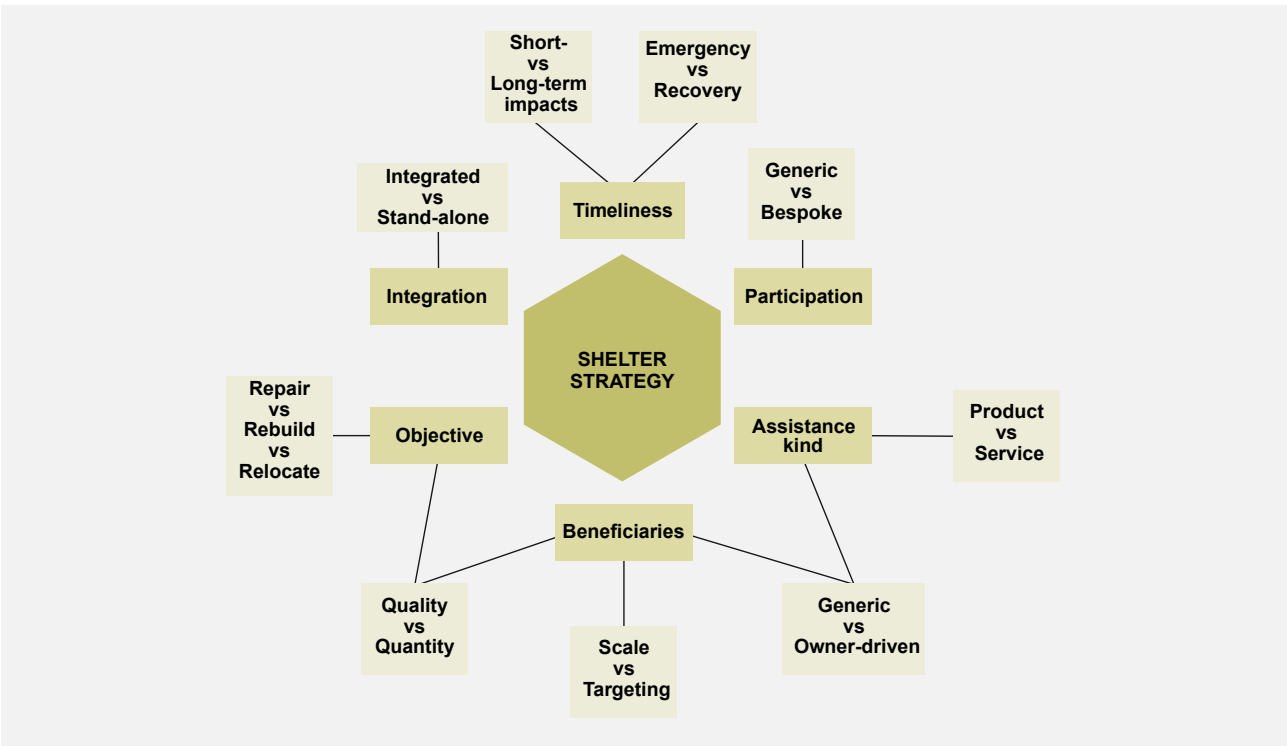 Short-
vs
Long-term
impacts
Emergency
vs
Recovery
Integrated
vs
Stand-alone
Timeliness
Generic
vs
Bespoke
Integration
Participation
SHELTER
STRATEGY
Repair
vs
Rebuild
vs
Relocate
Objective
Assistance
kind
Product
vs
Service
Beneficiaries
Quality
vs
Quantity
Scale
vs
Targeting
Generic
vs
Owner-driven